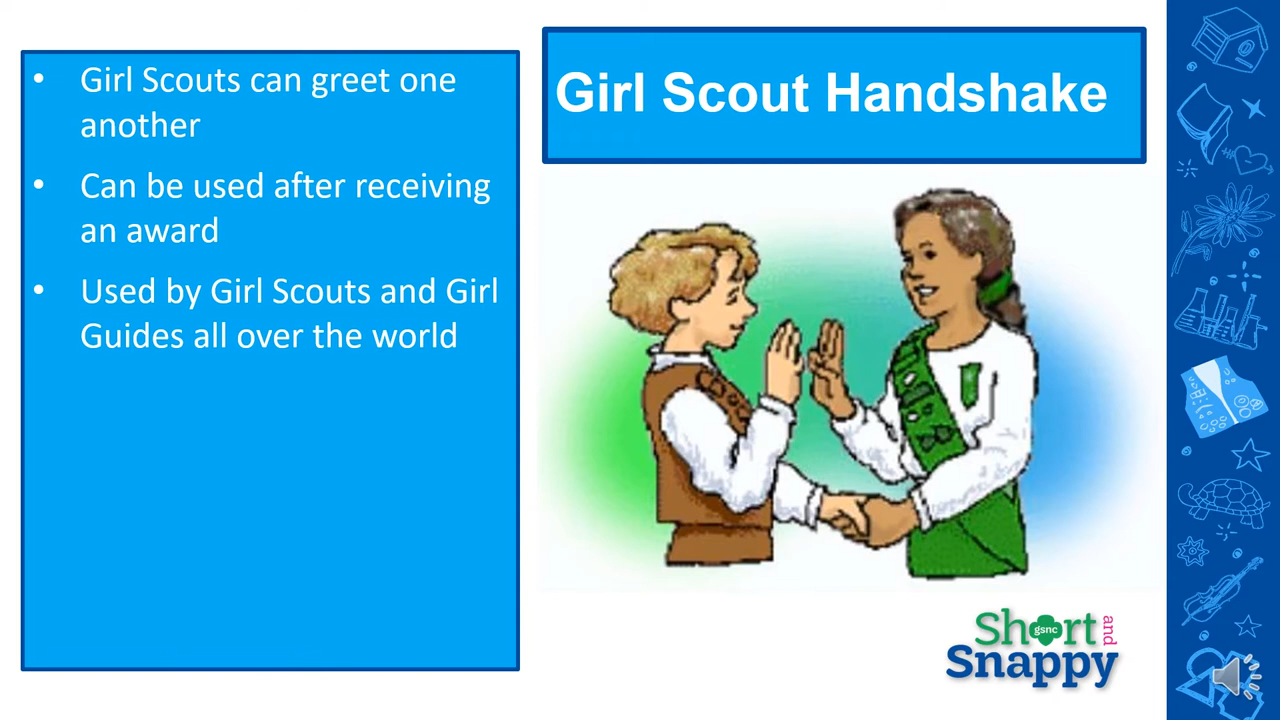 Girl Scout Handshake
• Girl Scouts can greet one
another
• Can be used after receiving
an award
• Used by Girl Scouts and Girl
Guides all over the world
Short and
gsnc
Snappy